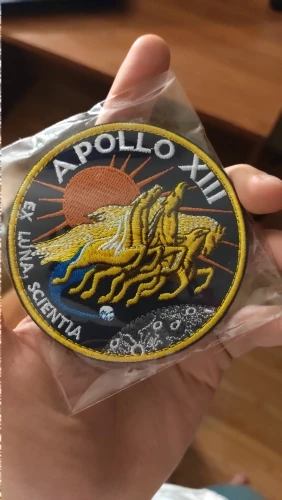 APOLLO XIII
EX LUNA, SCIENTIA